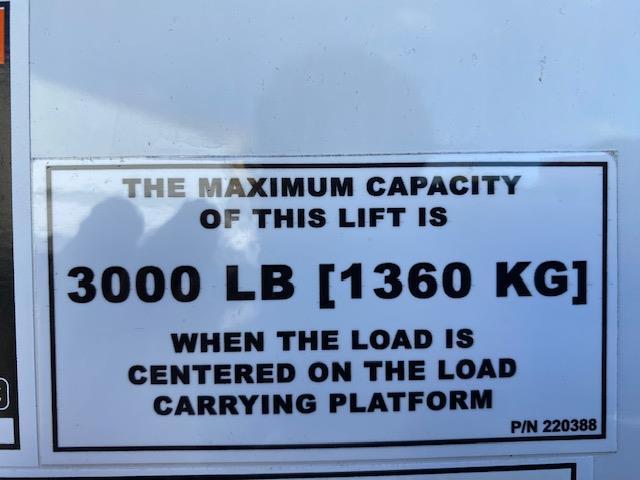 THE MAXIMUM CAPACITY
OF THIS LIFT IS
3000 LB [1360 KG]
WHEN THE LOAD IS
CENTERED ON THE LOAD
CARRYING PLATFORM
P/N 220388